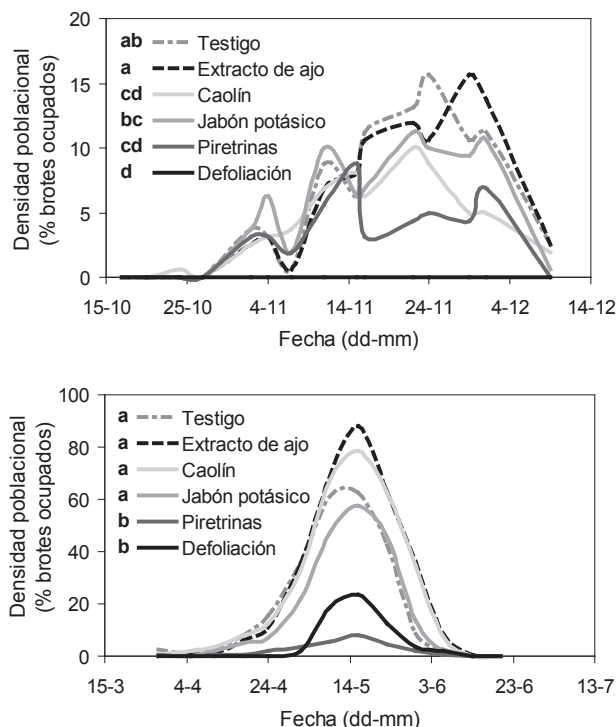 20
15
10
5
0
Densidad poblacional
(% brotes ocupados)
ab Testigo
a Extracto de ajo
cd Caolín
bc Jabón potásico
cd Piretrinas
d Defoliación
15-10 25-10 4-11 14-11 24-11 4-12 14-12
Fecha (dd-mm)
100
80
60
40
20
0
Densidad poblacional
(% brotes ocupados)
a Testigo
a Extracto de ajo
a Caolín
a Jabón potásico
b Piretrinas
b Defoliación
15-3 4-4 24-4 14-5 3-6 23-6 13-7
Fecha (dd-mm)